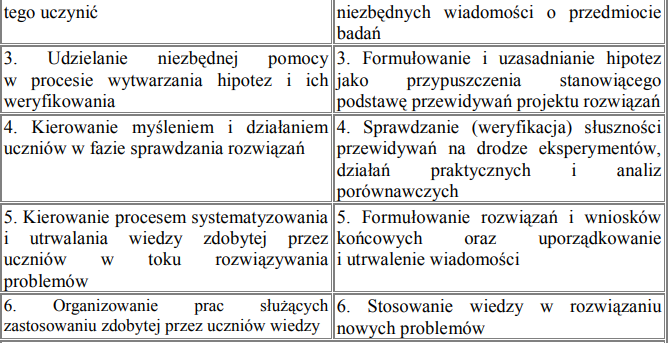 tego uczynić
niezbędnych wiadomości o przedmiocie
badań
3. Udzielanie niezbędnej pomocy
w procesie wytwarzania hipotez i ich
weryfikowania
3. Formułowanie i uzasadnianie hipotez
jako przypuszczenia stanowiącego
podstawę przewidywań projektu rozwiązań
4. Kierowanie myśleniem i działaniem
uczniów w fazie sprawdzania rozwiązań
4. Sprawdzanie (weryfikacja) słuszności
przewidywań na drodze eksperymentów,
działań praktycznych i analiz
porównawczych
5. Kierowanie procesem systematyzowania
i utrwalania wiedzy zdobytej przez
uczniów w toku rozwiązywania
problemów
5. Formułowanie rozwiązań i wniosków
końcowych oraz uporządkowanie
i utrwalenie wiadomości
6. Organizowanie prac służących
zastosowaniu zdobytej przez uczniów wiedzy
6. Stosowanie wiedzy w rozwiązaniu
nowych problemów